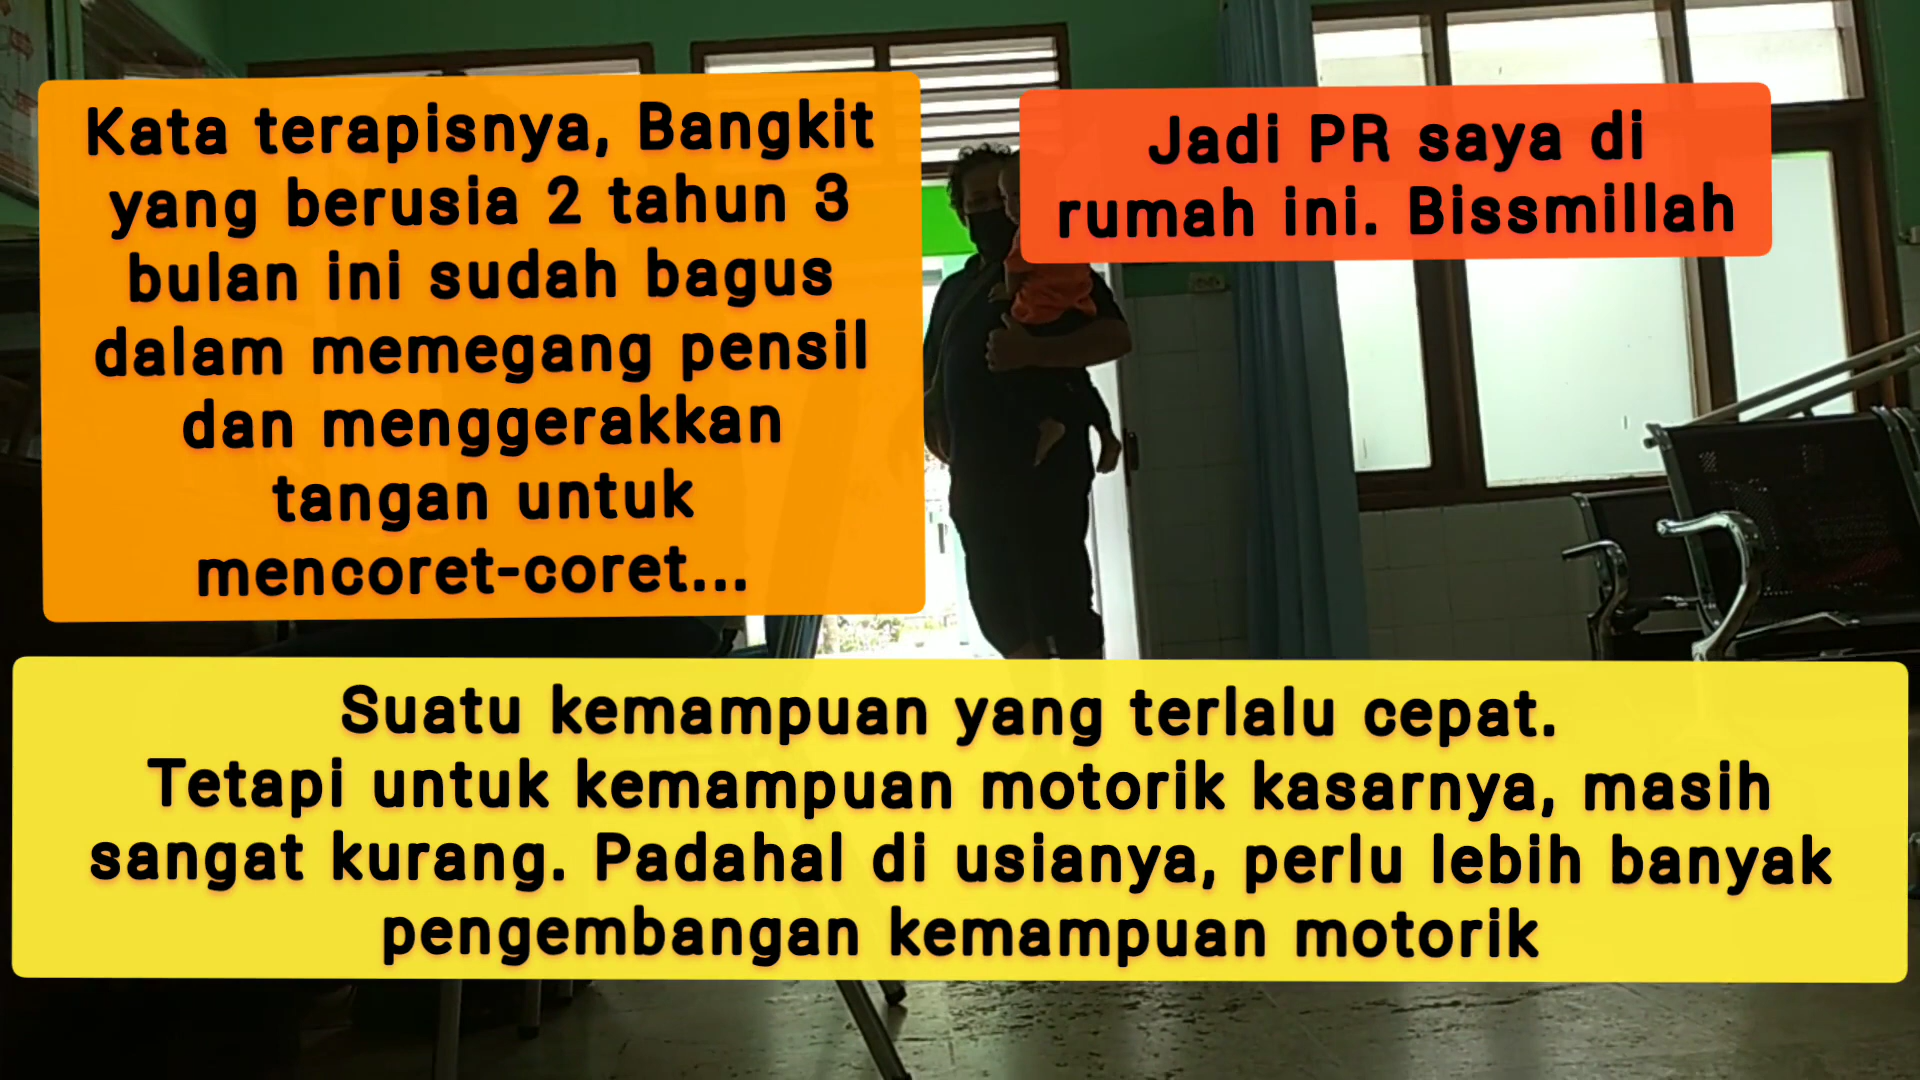 Kata terapisnya, Bangkit
yang berusia 2 tahun 3
bulan ini sudah bagus
dalam memegang pensil
dan menggerakkan
tangan untuk
mencoret-coret...
Jadi PR saya di
rumah ini. Bissmillah
Suatu kemampuan yang terlalu cepat.
Tetapi untuk kemampuan motorik kasarnya, masih
sangat kurang. Padahal di usianya, perlu lebih banyak
pengembangan kemampuan motorik